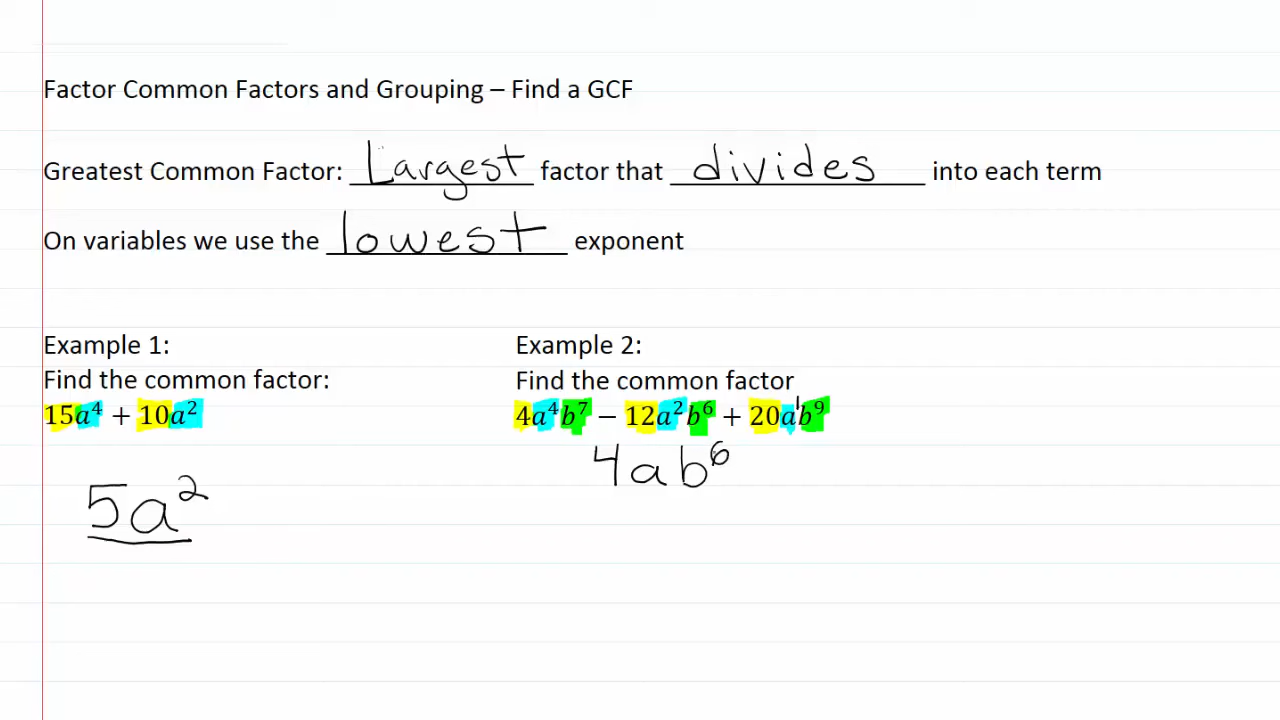 Factor Common Factors and Grouping – Find a GCF
Greatest Common Factor: Largest factor that divides into each term
On variables we use the lowest exponent
Example 1:
Find the common factor:
15a⁴ + 10a²
5a²
Example 2:
Find the common factor
4a⁴b⁷ − 12a²b⁶ + 20a¹b⁹
4ab⁶